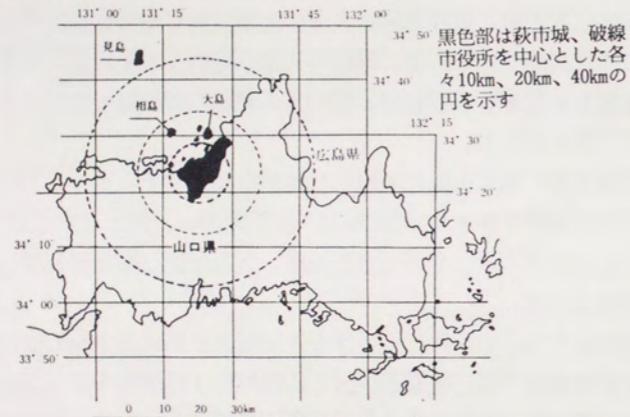 131° 00′ 131° 15′ 131° 45′ 132° 00′
34° 50′
黒色部は萩市城、破線
市役所を中心とした各
々10km、20km、40kmの
円を示す
見島
34° 40′
相島
大島
132° 15′
34° 30′
広島県
34° 20′
34° 10′
山口県
34° 00′
33° 50′
0 10 20 30km